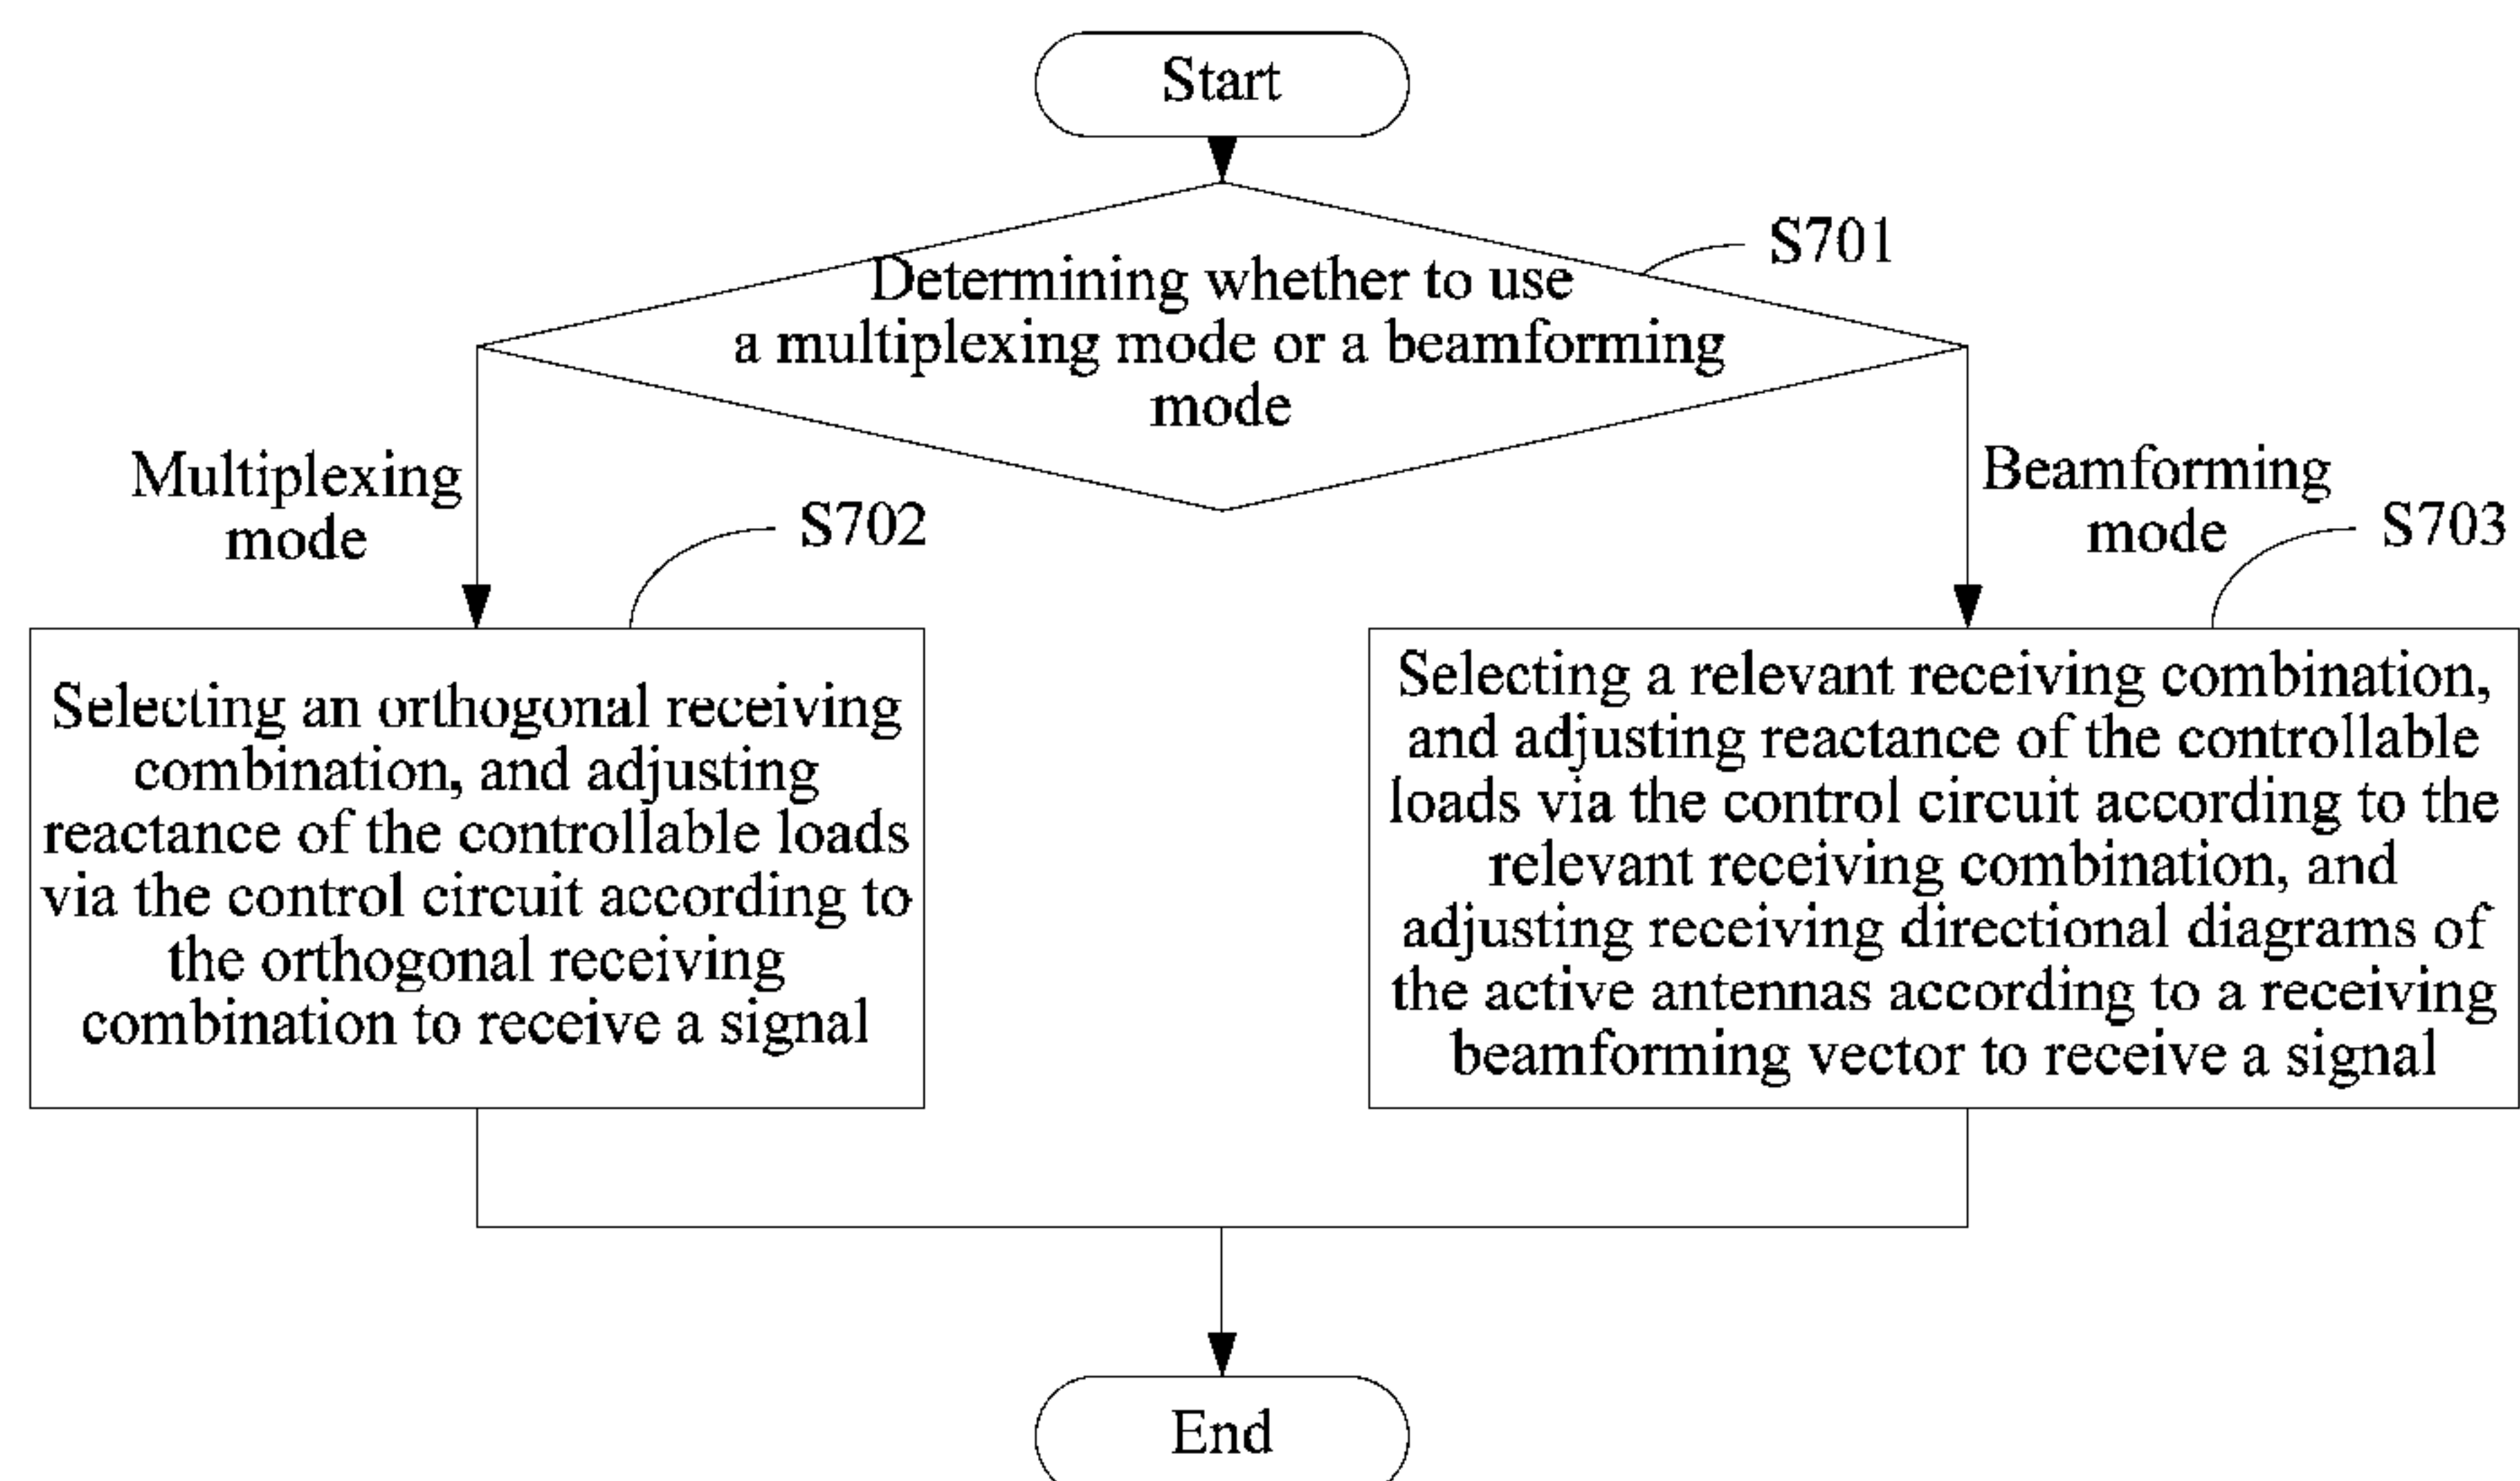 Start
S701
Determining whether to use
a multiplexing mode or a beamforming
mode
Multiplexing
mode
S702
Beamforming
mode
S703
Selecting an orthogonal receiving
combination, and adjusting
reactance of the controllable loads
via the control circuit according to
the orthogonal receiving
combination to receive a signal
Selecting a relevant receiving combination,
and adjusting reactance of the controllable
loads via the control circuit according to the
relevant receiving combination, and
adjusting receiving directional diagrams of
the active antennas according to a receiving
beamforming vector to receive a signal
End